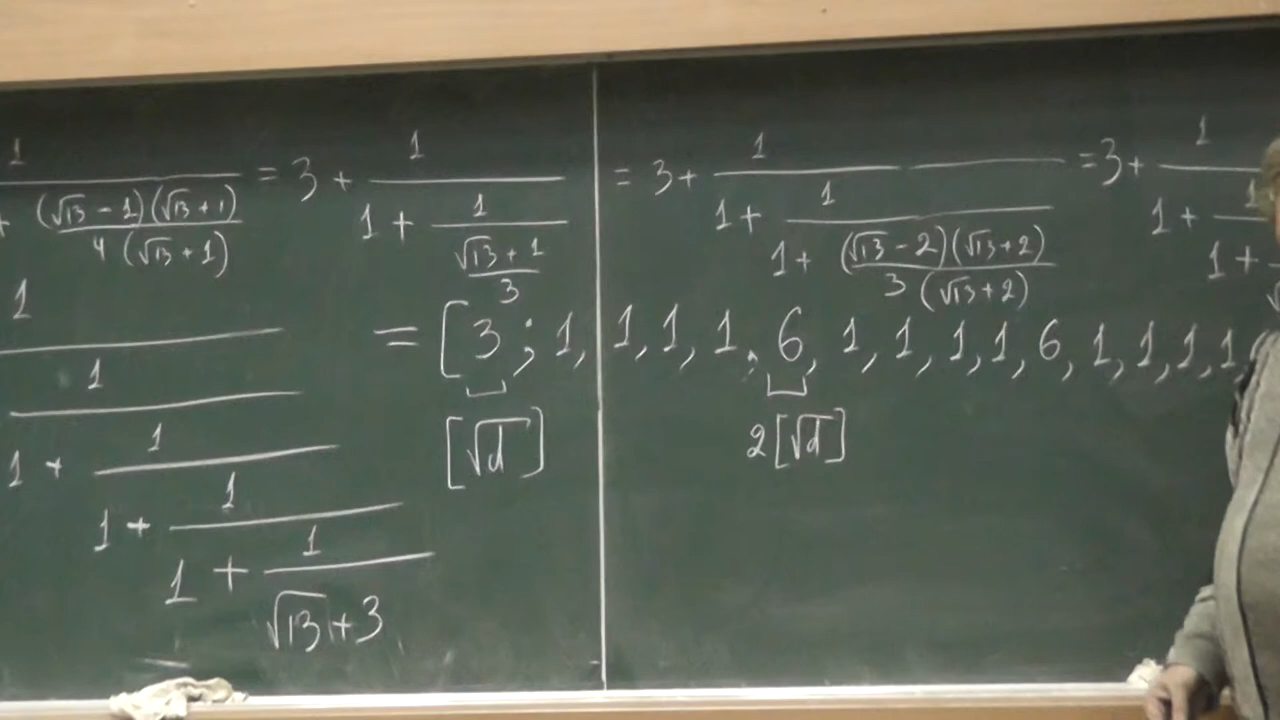 1 / (+ (√13 - 1)(√13 + 1) / 4(√13 + 1)) = 3 + 1 / (1 + 1 / ((√13 + 1) / 3))
= 3 + 1 / (1 + 1 / (1 + (√13 - 2)(√13 + 2) / 3(√13 + 2))) = 3 + 1 / (1 + 1 / (1 +
= [3; 1, 1, 1, 1, 6, 1, 1, 1, 1, 6, 1, 1, 1, 1
[√d]
2[√d]
1
1
1 + 1
1 + 1
1 + 1
√13 + 3